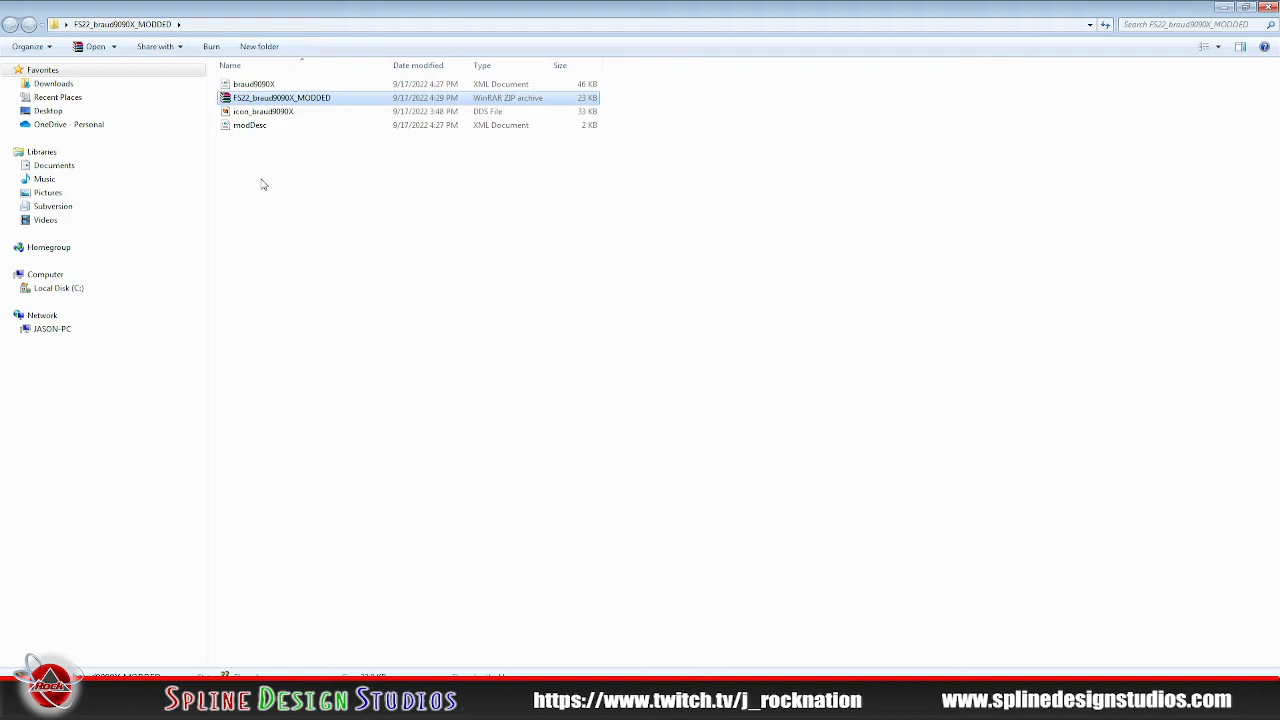 FS22_braud9090X_MODDED
Search FS22_braud9090X_MODDED
Organize Open Share with Burn New folder
Name Date modified Type Size
Favorites
Downloads
Recent Places
Desktop
OneDrive - Personal
Libraries
Documents
Music
Pictures
Subversion
Videos
Homegroup
Computer
Local Disk (C:)
Network
JASON-PC
braud9090X 9/17/2022 4:27 PM XML Document 46 KB
FS22_braud9090X_MODDED 9/17/2022 4:29 PM WinRAR ZIP archive 23 KB
icon_braud9090X 9/17/2022 3:48 PM DDS File 33 KB
modDesc 9/17/2022 4:27 PM XML Document 2 KB
SPLINE DESIGN STUDIOS https://www.twitch.tv/j_rocknation www.splinedesignstudios.com